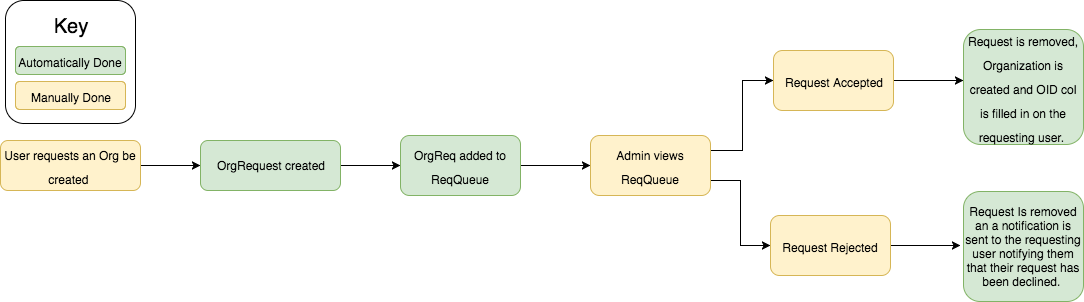 Key
Automatically Done
Manually Done
User requests an Org be
created
OrgRequest created
OrgReq added to
ReqQueue
Admin views
ReqQueue
Request Accepted
Request is removed,
Organization is
created and OID col
is filled in on the
requesting user.
Request Rejected
Request Is removed
an a notification is
sent to the requesting
user notifying them
that their request has
been declined.